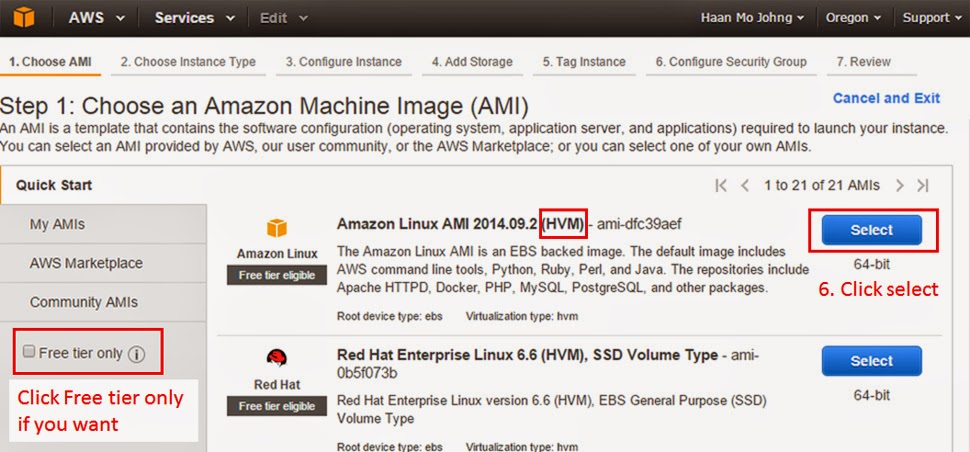 AWS Services Edit Haan Mo Johng Oregon Support
1. Choose AMI 2. Choose Instance Type 3. Configure Instance 4. Add Storage 5. Tag Instance 6. Configure Security Group 7. Review
Step 1: Choose an Amazon Machine Image (AMI)
Cancel and Exit
An AMI is a template that contains the software configuration (operating system, application server, and applications) required to launch your instance.
You can select an AMI provided by AWS, our user community, or the AWS Marketplace; or you can select one of your own AMIs.
Quick Start
My AMIs
AWS Marketplace
Community AMIs
Free tier only
Click Free tier only
if you want
1 to 21 of 21 AMIs
Amazon Linux
Free tier eligible
Amazon Linux AMI 2014.09.2 (HVM) - ami-dfc39aef
The Amazon Linux AMI is an EBS backed image. The default image includes
AWS command line tools, Python, Ruby, Perl, and Java. The repositories include
Apache HTTPD, Docker, PHP, MySQL, PostgreSQL, and other packages.
Root device type: ebs Virtualization type: hvm
Select
64-bit
6. Click select
Red Hat
Free tier eligible
Red Hat Enterprise Linux 6.6 (HVM), SSD Volume Type - ami-
0b5f073b
Red Hat Enterprise Linux version 6.6 (HVM), EBS General Purpose (SSD)
Volume Type
Root device type: ebs Virtualization type: hvm
Select
64-bit